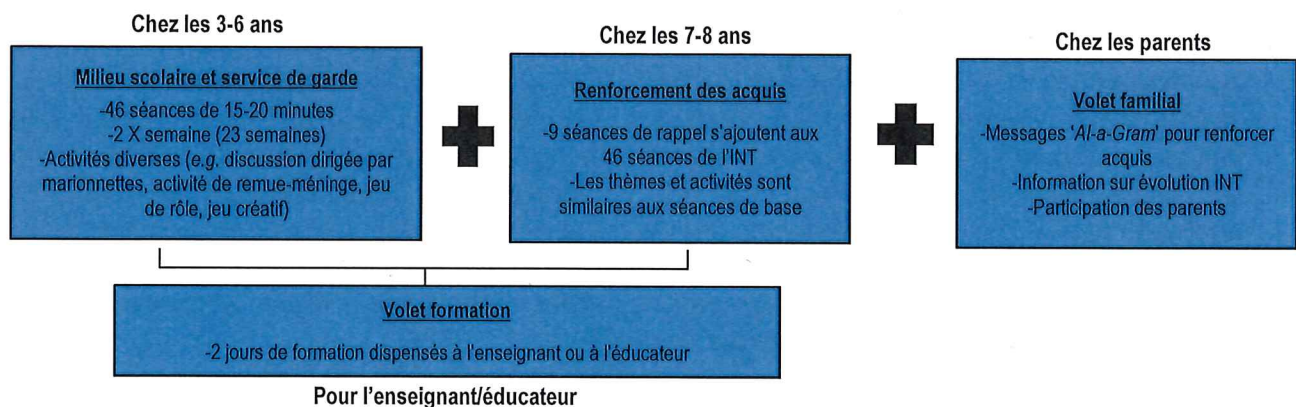 Chez les 3-6 ans
Milieu scolaire et service de garde
-46 séances de 15-20 minutes
-2 X semaine (23 semaines)
-Activités diverses (e.g. discussion dirigée par
marionnettes, activité de remue-méninge, jeu
de rôle, jeu créatif)
Chez les 7-8 ans
Renforcement des acquis
-9 séances de rappel s'ajoutent aux
46 séances de l'INT
-Les thèmes et activités sont
similaires aux séances de base
Chez les parents
Volet familial
-Messages 'Al-a-Gram' pour renforcer
acquis
-Information sur évolution INT
-Participation des parents
Volet formation
-2 jours de formation dispensés à l'enseignant ou à l'éducateur
Pour l'enseignant/éducateur